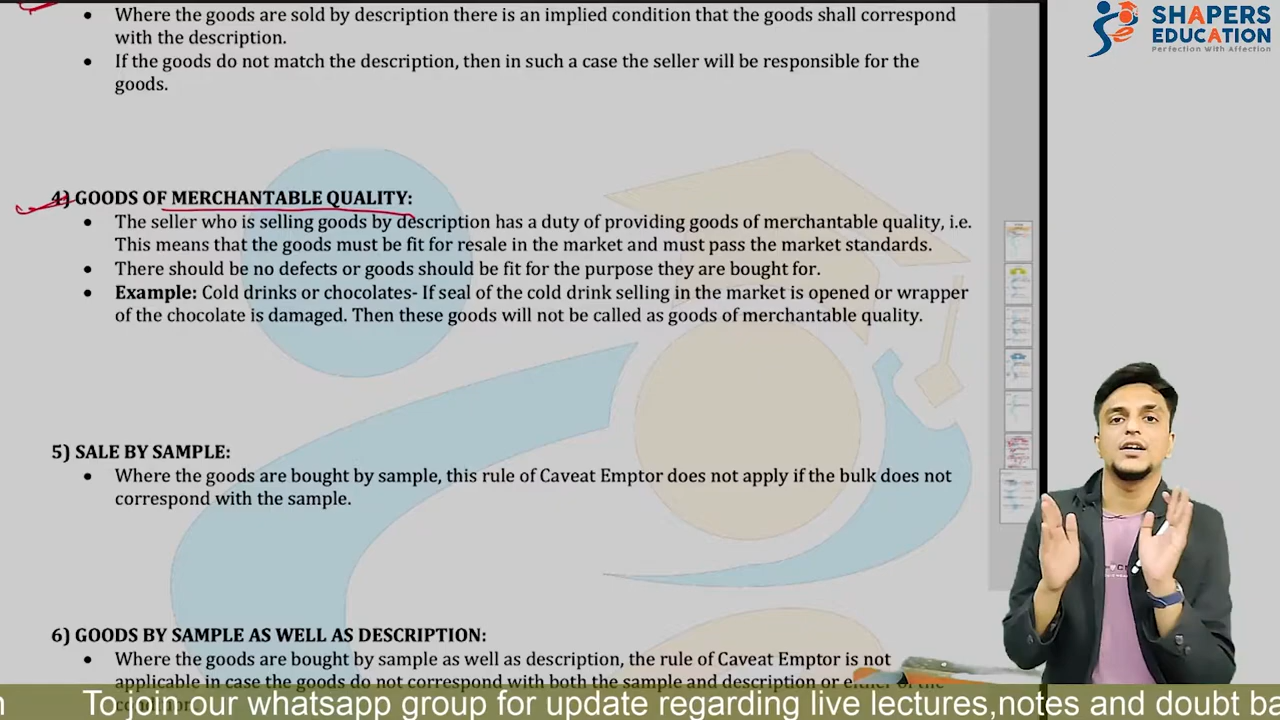 Where the goods are sold by description there is an implied condition that the goods shall correspond
with the description.
If the goods do not match the description, then in such a case the seller will be responsible for the
goods.
SHAPERS
EDUCATION
Perfection With Affection
4) GOODS OF MERCHANTABLE QUALITY:
The seller who is selling goods by description has a duty of providing goods of merchantable quality, i.e.
This means that the goods must be fit for resale in the market and must pass the market standards.
There should be no defects or goods should be fit for the purpose they are bought for.
Example: Cold drinks or chocolates- If seal of the cold drink selling in the market is opened or wrapper
of the chocolate is damaged. Then these goods will not be called as goods of merchantable quality.
5) SALE BY SAMPLE:
Where the goods are bought by sample, this rule of Caveat Emptor does not apply if the bulk does not
correspond with the sample.
6) GOODS BY SAMPLE AS WELL AS DESCRIPTION:
Where the goods are bought by sample as well as description, the rule of Caveat Emptor is not
applicable in case the goods do not correspond with both the sample and description or
To join our whatsapp group for update regarding live lectures,notes and doubt ba